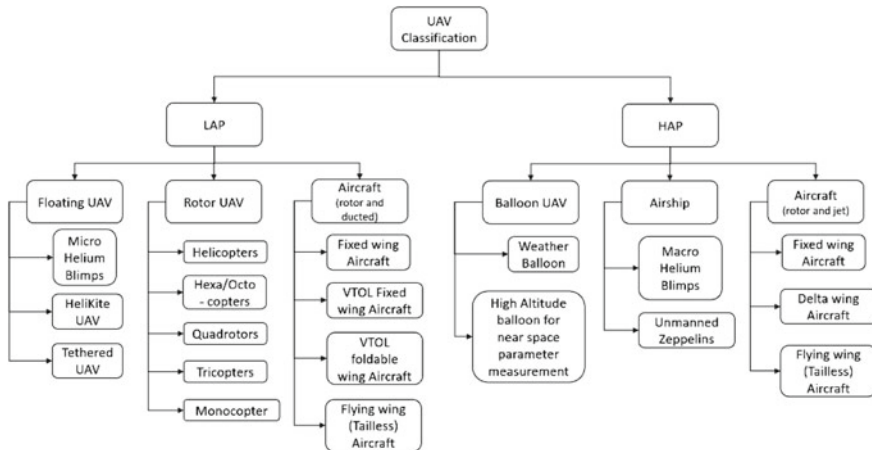 UAV
Classification
LAP
HAP
Floating UAV
Rotor UAV
Aircraft
(rotor and
ducted)
Balloon UAV
Airship
Aircraft
(rotor and jet)
Micro
Helium
Blimps
HeliKite
UAV
Tethered
UAV
Helicopters
Hexa/Octo
- copters
Quadrotors
Tricopters
Monocopter
Fixed wing
Aircraft
VTOL Fixed
wing Aircraft
VTOL
foldable
wing Aircraft
Flying wing
(Tailless)
Aircraft
Weather
Balloon
High Altitude
balloon for
near space
parameter
measurement
Macro
Helium
Blimps
Unmanned
Zeppelins
Fixed wing
Aircraft
Delta wing
Aircraft
Flying wing
(Tailless)
Aircraft